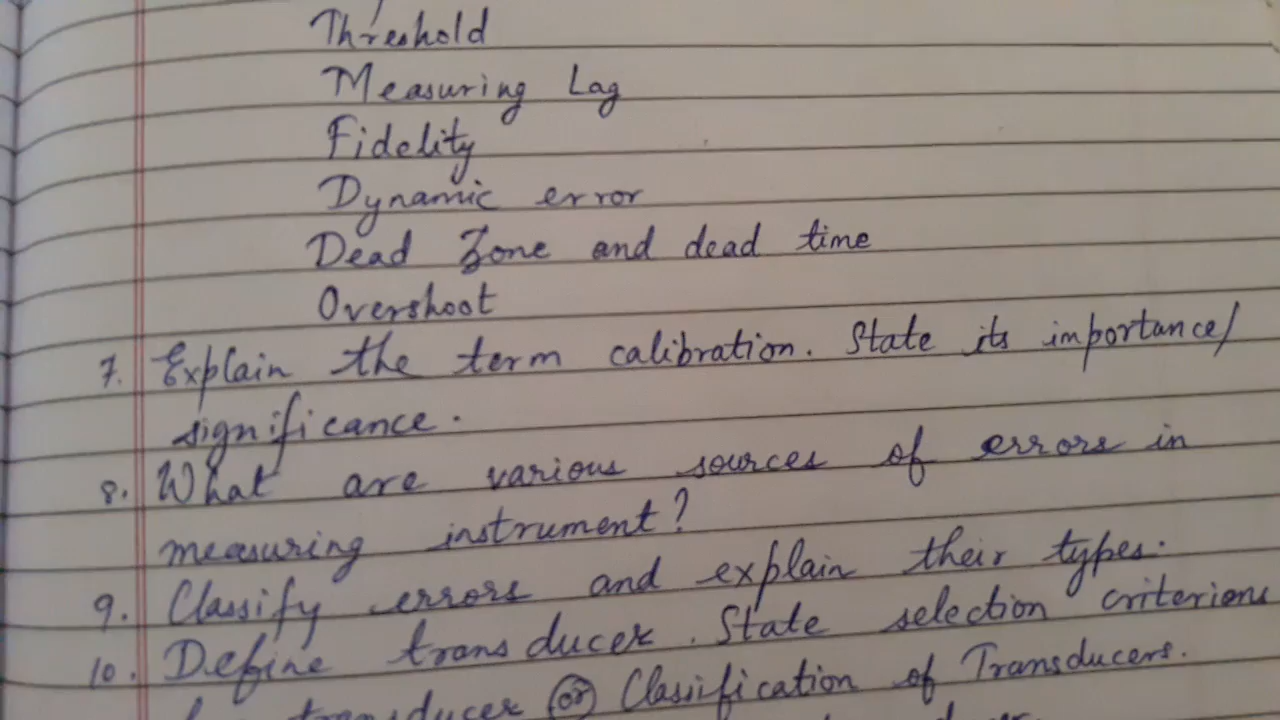 Threshold
Measuring Lag
Fidelity
Dynamic error
Dead Zone and dead time
Overshoot
7. Explain the term calibration. State its importance/
significance.
8. What are various sources of errors in
measuring instrument?
9. Classify errors and explain their types.
10. Define transducer. State selection criterions
transducer (or) Classification of Transducers.